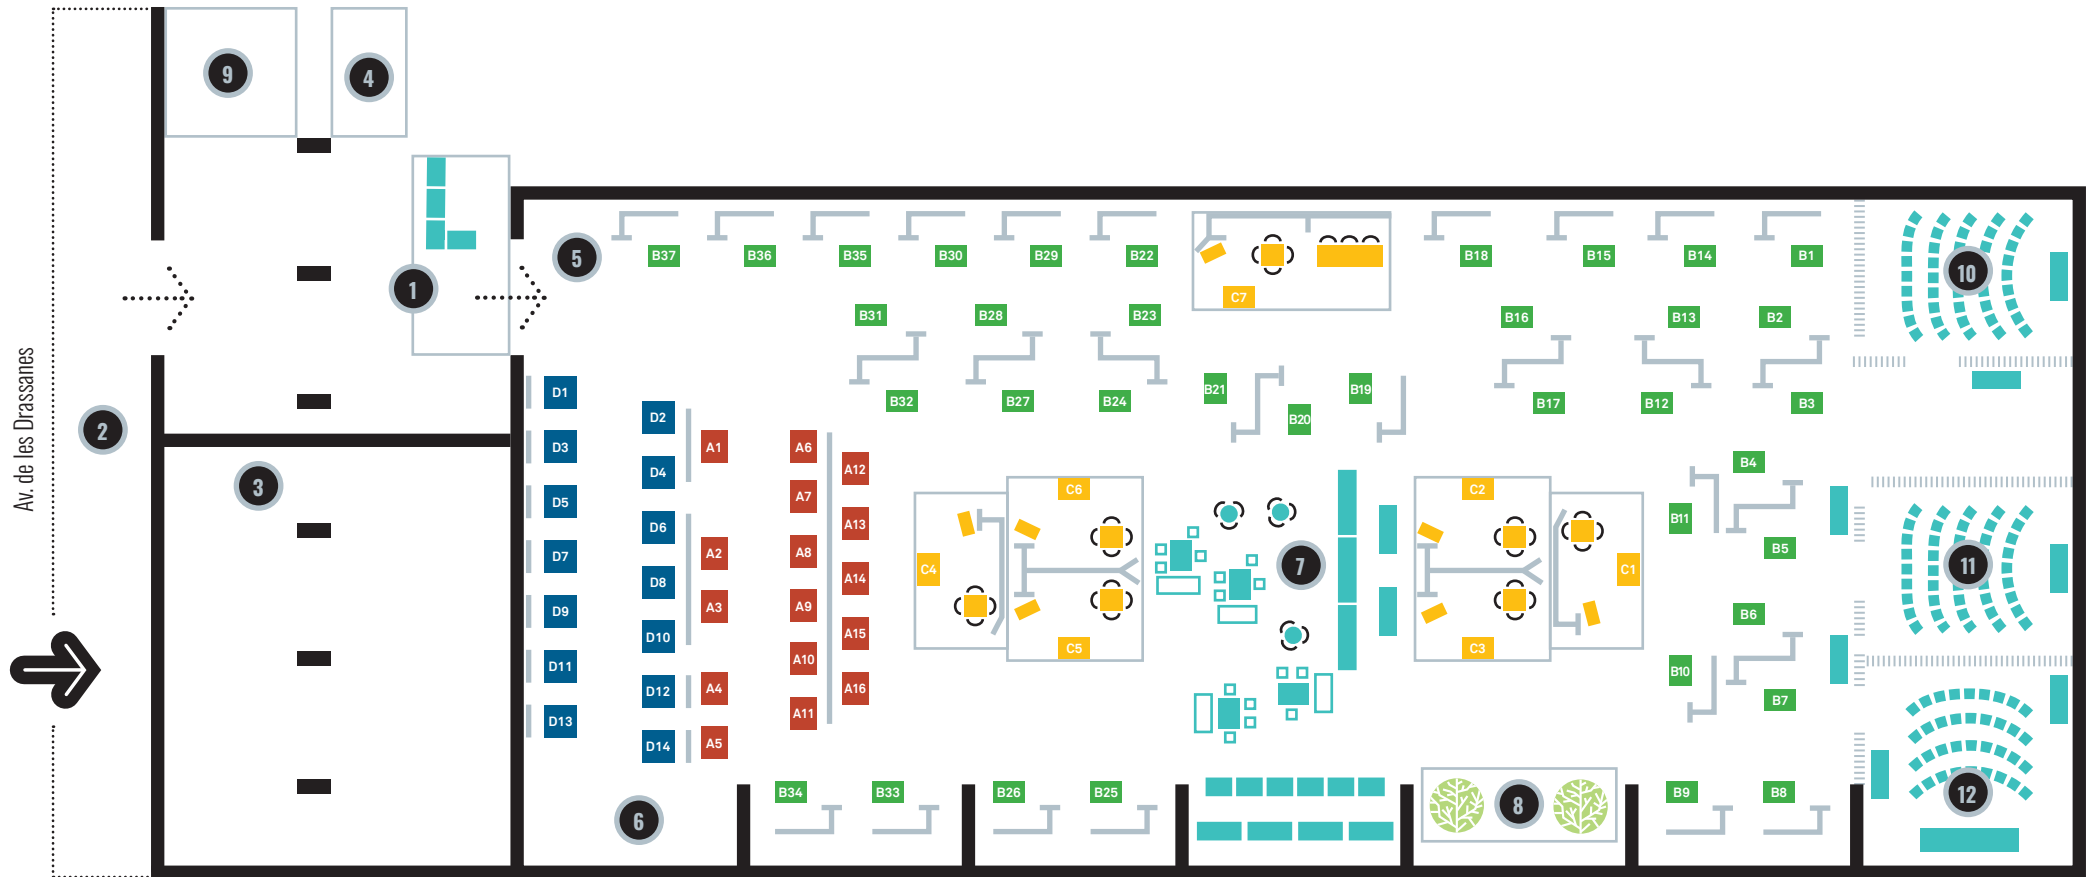 9
4
5
10
B37
B36
B35
B30
B29
B22
B18
B15
B14
B1
1
C7
B31
B28
B23
B16
B13
B2
Av. de les Drassanes
D1
B21
B19
B32
B27
B24
B17
B12
B3
D2
B20
2
D3
A1
A6
D4
A12
B4
3
D5
A7
C6
C2
A13
B11
D6
D7
A2
A8
B5
C4
7
C1
11
D8
A14
D9
A3
A9
B6
D10
A15
C5
C3
D11
A10
B10
D12
A4
A16
B7
D13
A11
D14
A5
B34
B33
B26
B25
B9
B8
12
6
8